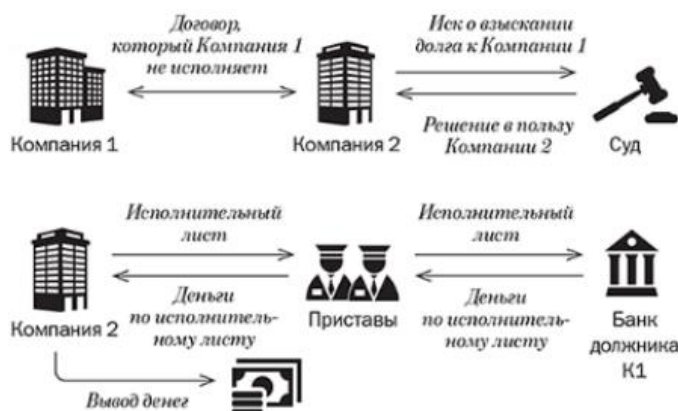 Договор,
который Компания 1
не исполняет
Иск о взыскании
долга к Компании 1
Решение в пользу
Компании 2
Компания 1
Компания 2
Суд
Исполнительный
лист
Исполнительный
лист
Деньги
по исполнитель-
ному листу
Деньги
по исполнитель-
ному листу
Компания 2
Приставы
Банк
должника
К1
Вывод денег